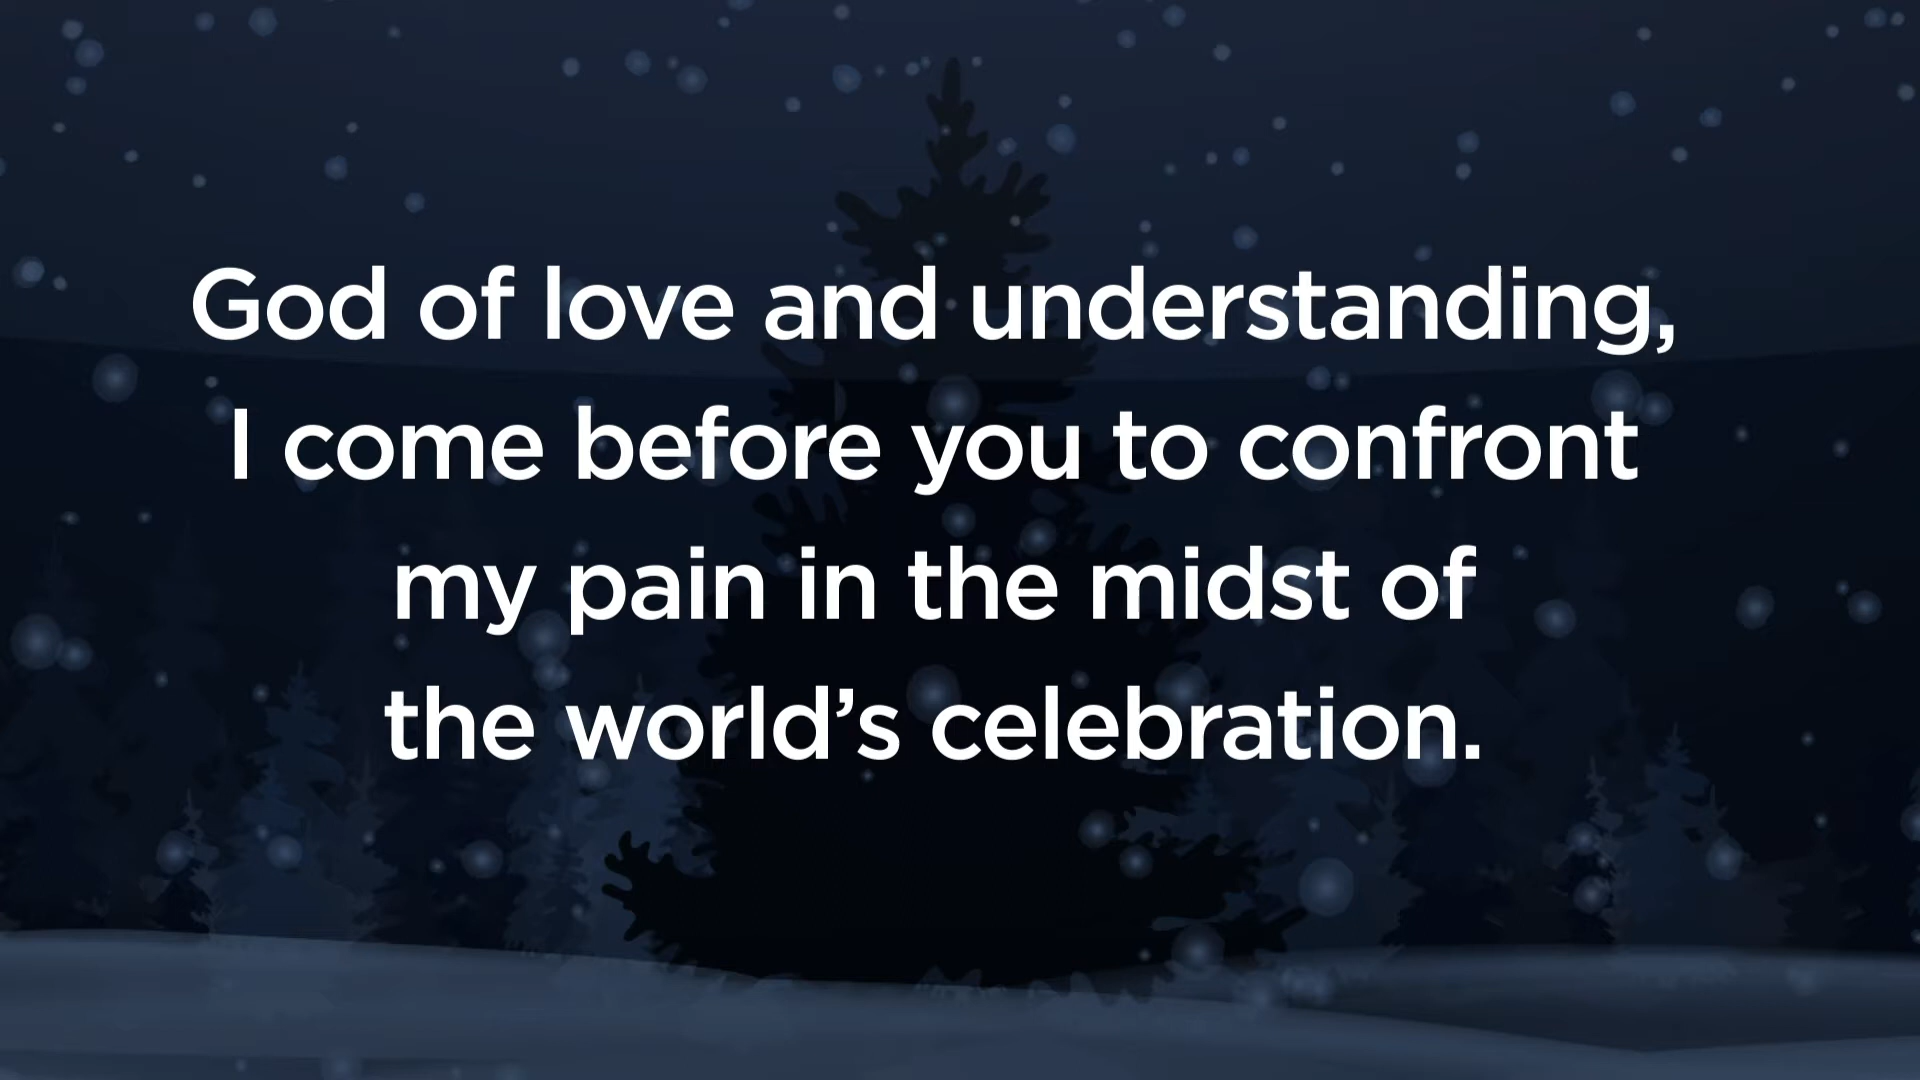 God of love and understanding,
I come before you to confront
my pain in the midst of
the world’s celebration.